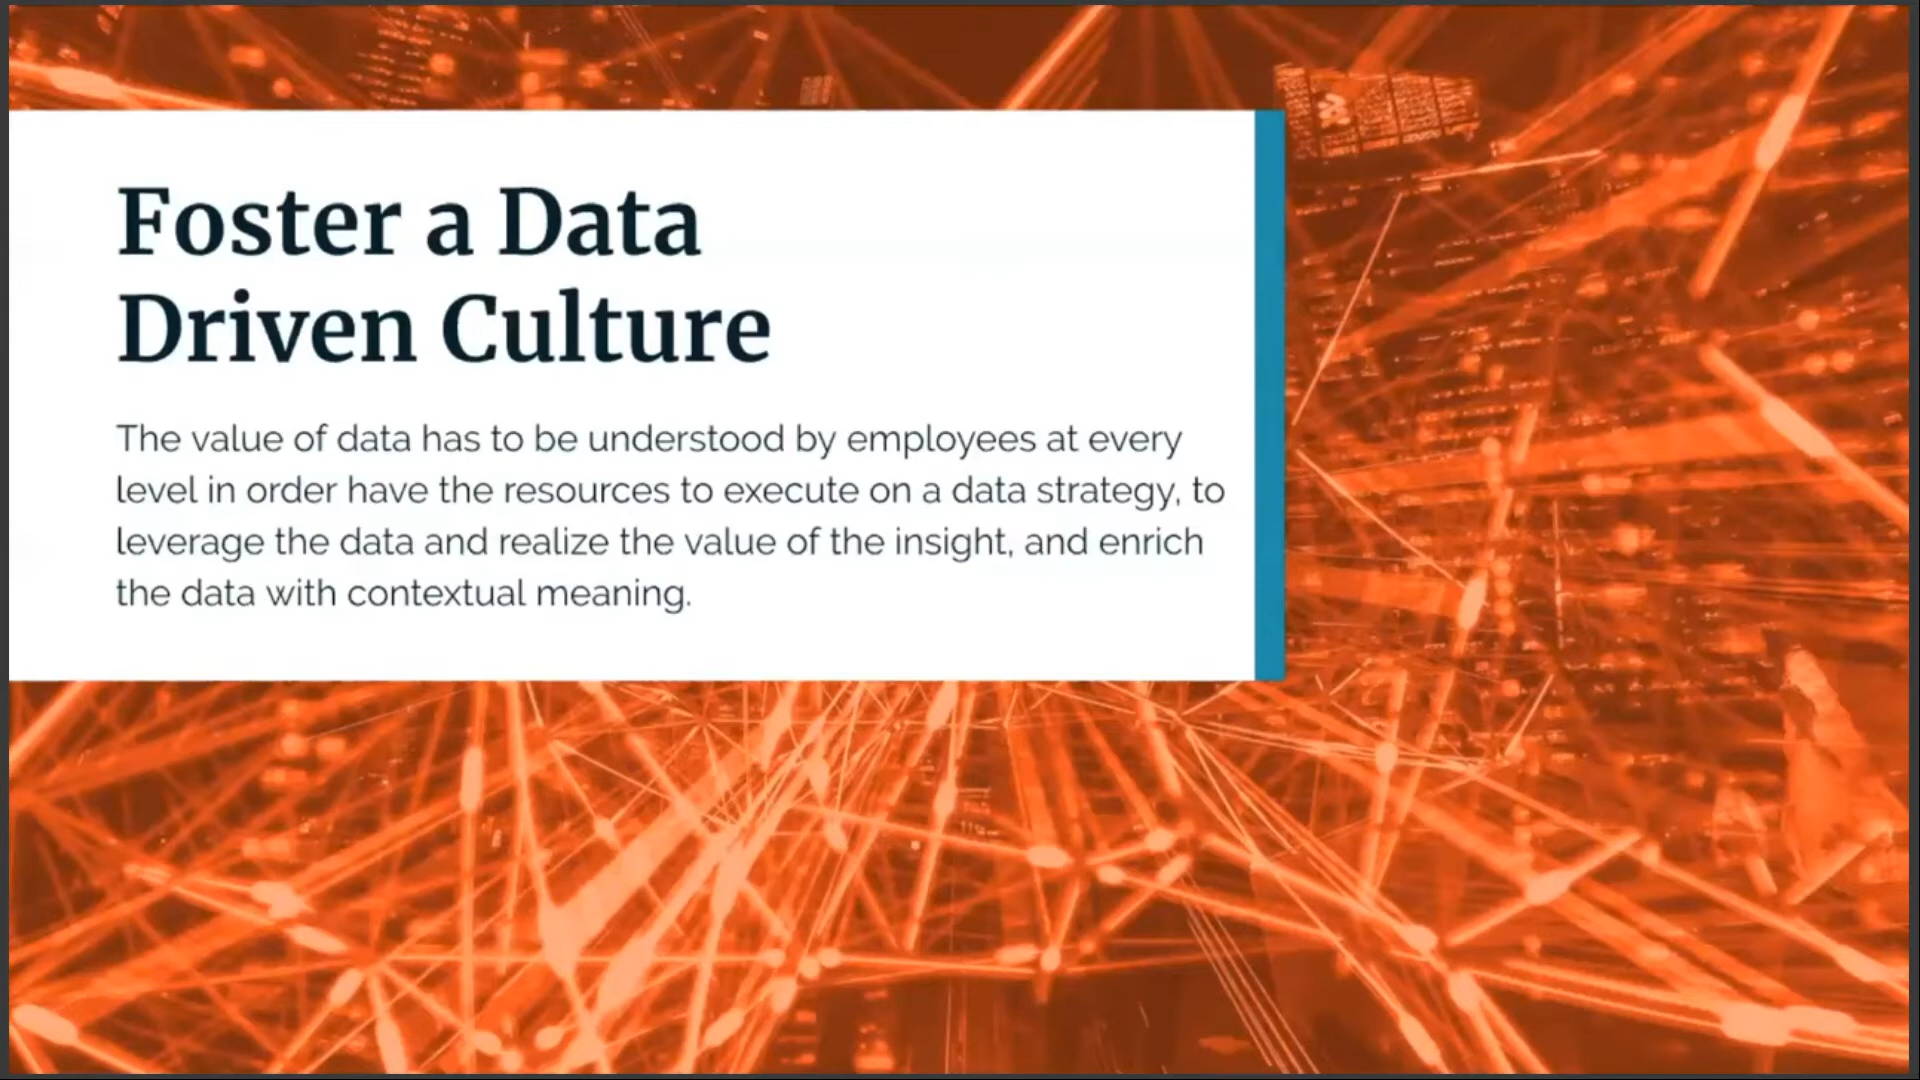 Foster a Data
Driven Culture
The value of data has to be understood by employees at every
level in order have the resources to execute on a data strategy, to
leverage the data and realize the value of the insight, and enrich
the data with contextual meaning.